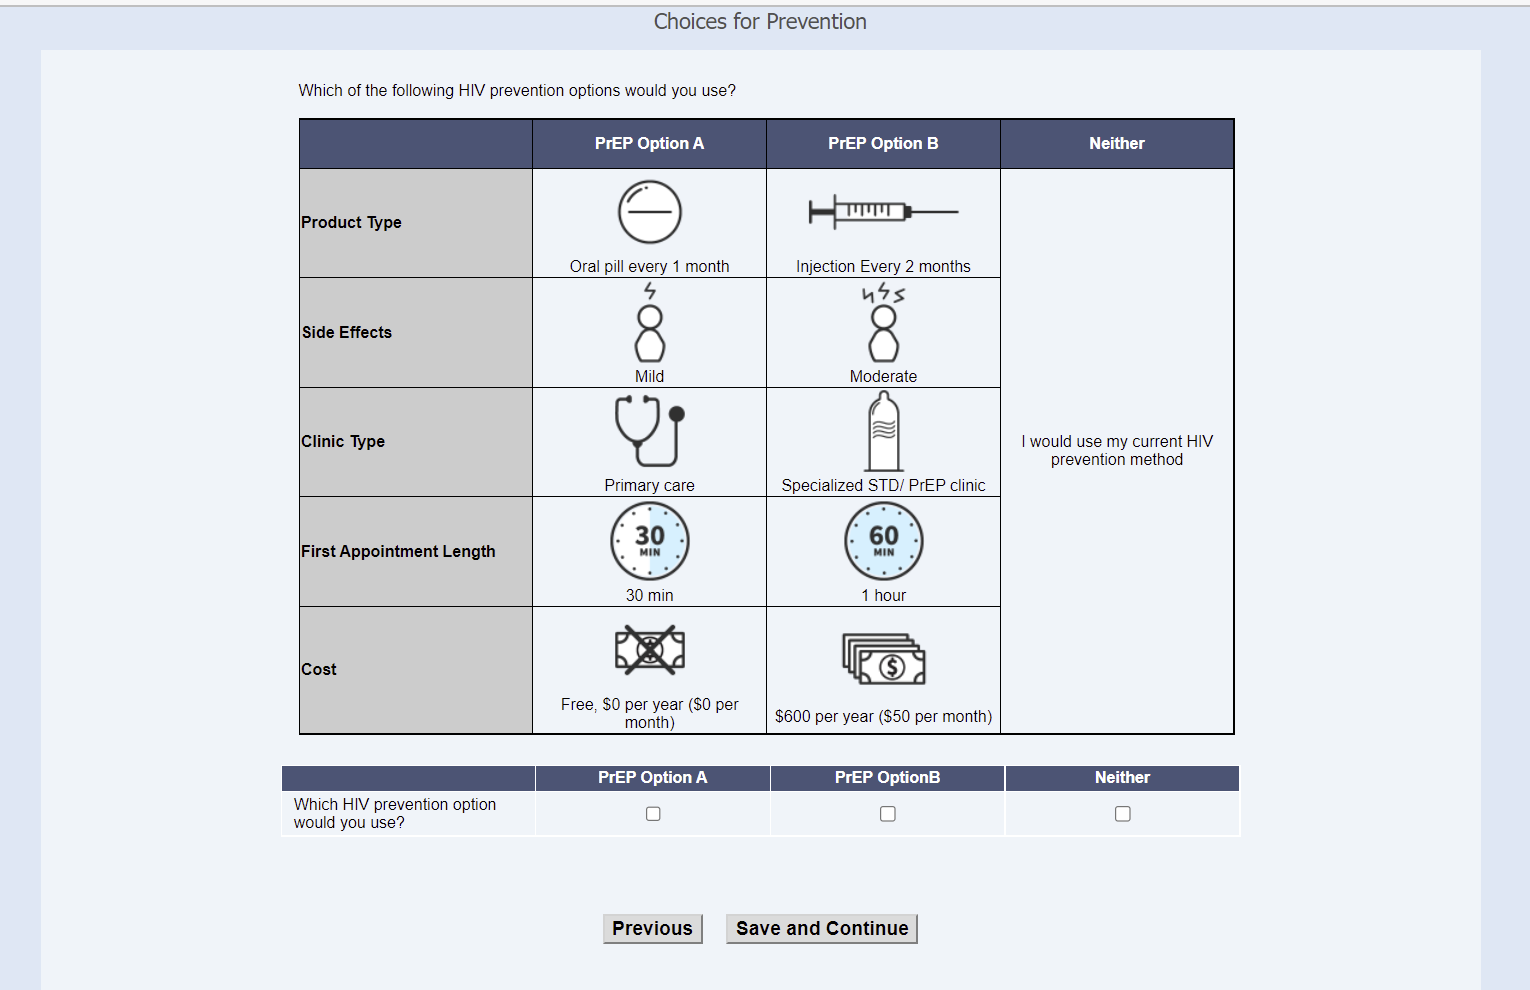 Choices for Prevention
Which of the following HIV prevention options would you use?
PrEP Option A
PrEP Option B
Neither
Product Type
Oral pill every 1 month
Injection Every 2 months
Side Effects
Mild
Moderate
Clinic Type
Primary care
Specialized STD/ PrEP clinic
I would use my current HIV
prevention method
First Appointment Length
30
MIN
30 min
60
MIN
1 hour
Cost
Free, $0 per year ($0 per
month)
$
$600 per year ($50 per month)
PrEP Option A
PrEP OptionB
Neither
Which HIV prevention option
would you use?
Previous
Save and Continue